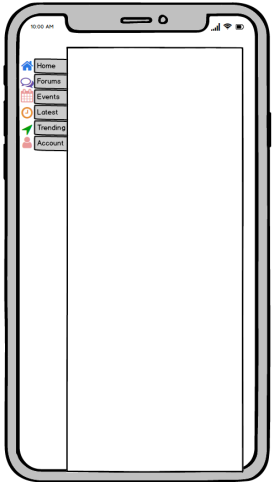 10:00 AM
Home
Forums
Events
Latest
Trending
Account